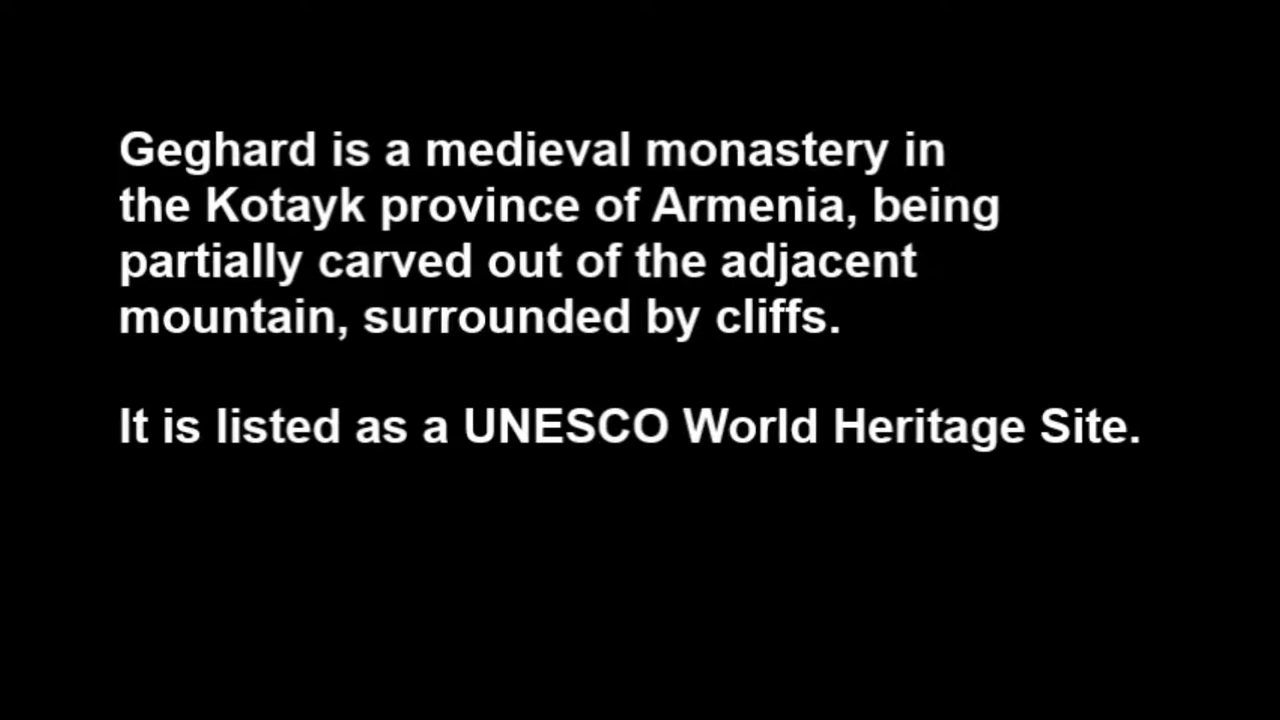 Geghard is a medieval monastery in
the Kotayk province of Armenia, being
partially carved out of the adjacent
mountain, surrounded by cliffs.
It is listed as a UNESCO World Heritage Site.